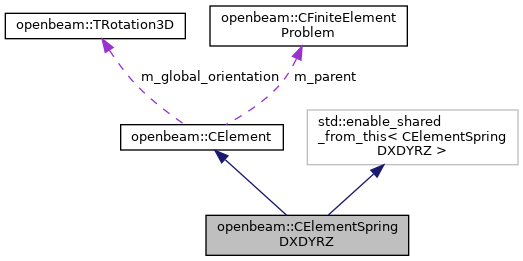 openbeam::TRotation3D
openbeam::CFiniteElement
Problem
m_global_orientation
m_parent
openbeam::CElement
std::enable_shared
_from_this< CElementSpring
DXDYRZ >
openbeam::CElementSpring
DXDYRZ